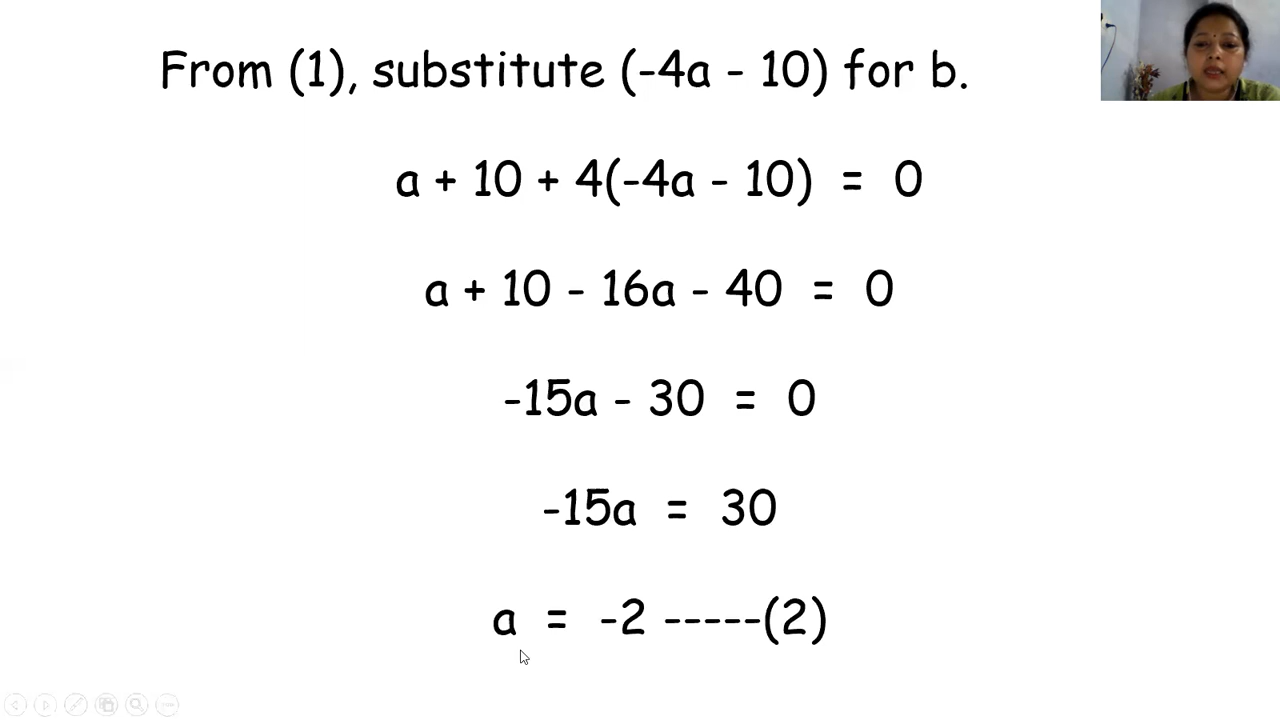 From (1), substitute (-4a - 10) for b.
a + 10 + 4(-4a - 10) = 0
a + 10 - 16a - 40 = 0
-15a - 30 = 0
-15a = 30
a = -2 -----(2)